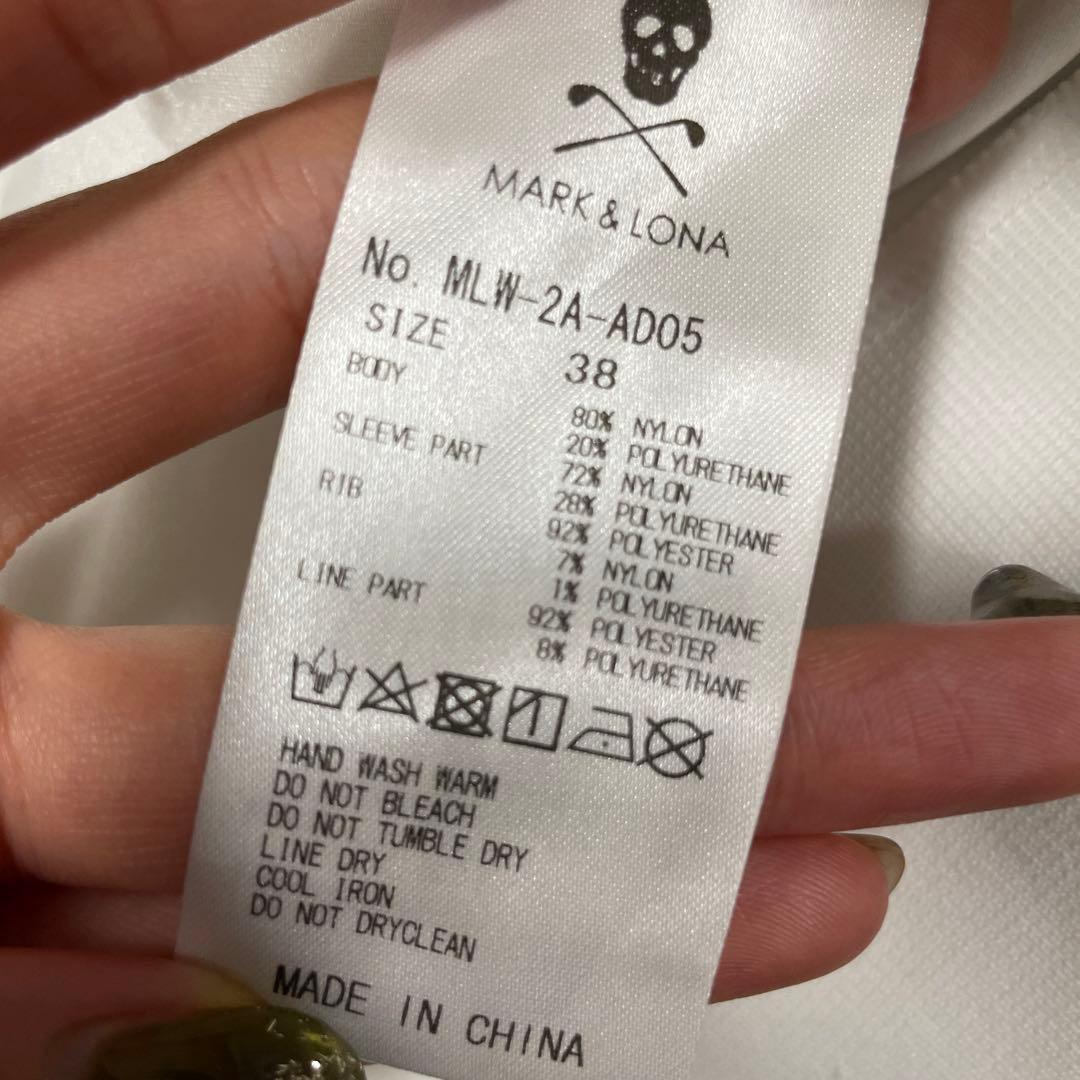 MARK & LONA
No. MLW-2A-AD05
SIZE 38
BODY 80% NYLON
20% POLYURETHANE
SLEEVE PART 72% NYLON
28% POLYURETHANE
RIB 92% POLYESTER
7% NYLON
1% POLYURETHANE
LINE PART 92% POLYESTER
8% POLYURETHANE
HAND WASH WARM
DO NOT BLEACH
DO NOT TUMBLE DRY
LINE DRY
COOL IRON
DO NOT DRYCLEAN
MADE IN CHINA